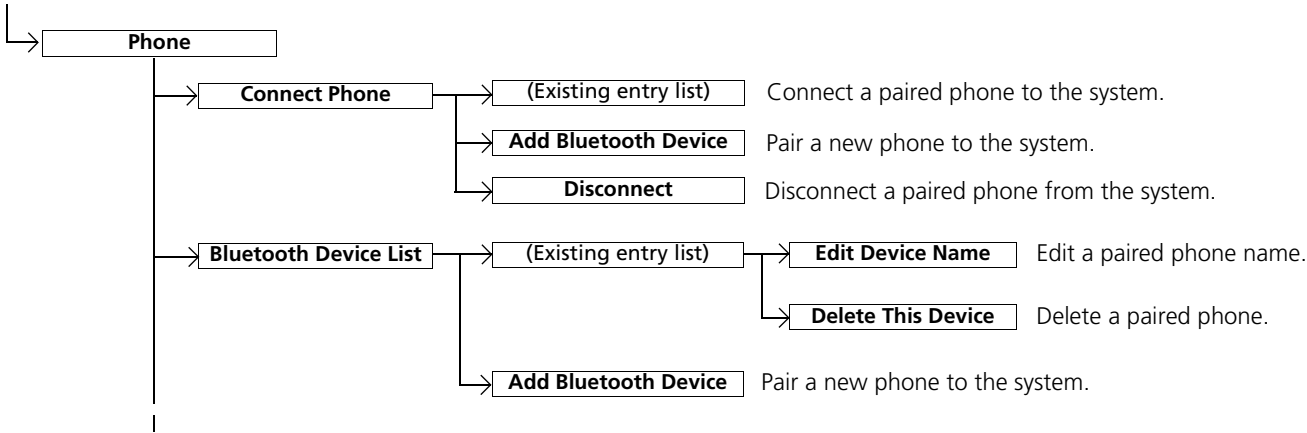 Phone
Connect Phone
(Existing entry list)
Connect a paired phone to the system.
Add Bluetooth Device
Pair a new phone to the system.
Disconnect
Disconnect a paired phone from the system.
Bluetooth Device List
(Existing entry list)
Edit Device Name
Edit a paired phone name.
Delete This Device
Delete a paired phone.
Add Bluetooth Device
Pair a new phone to the system.